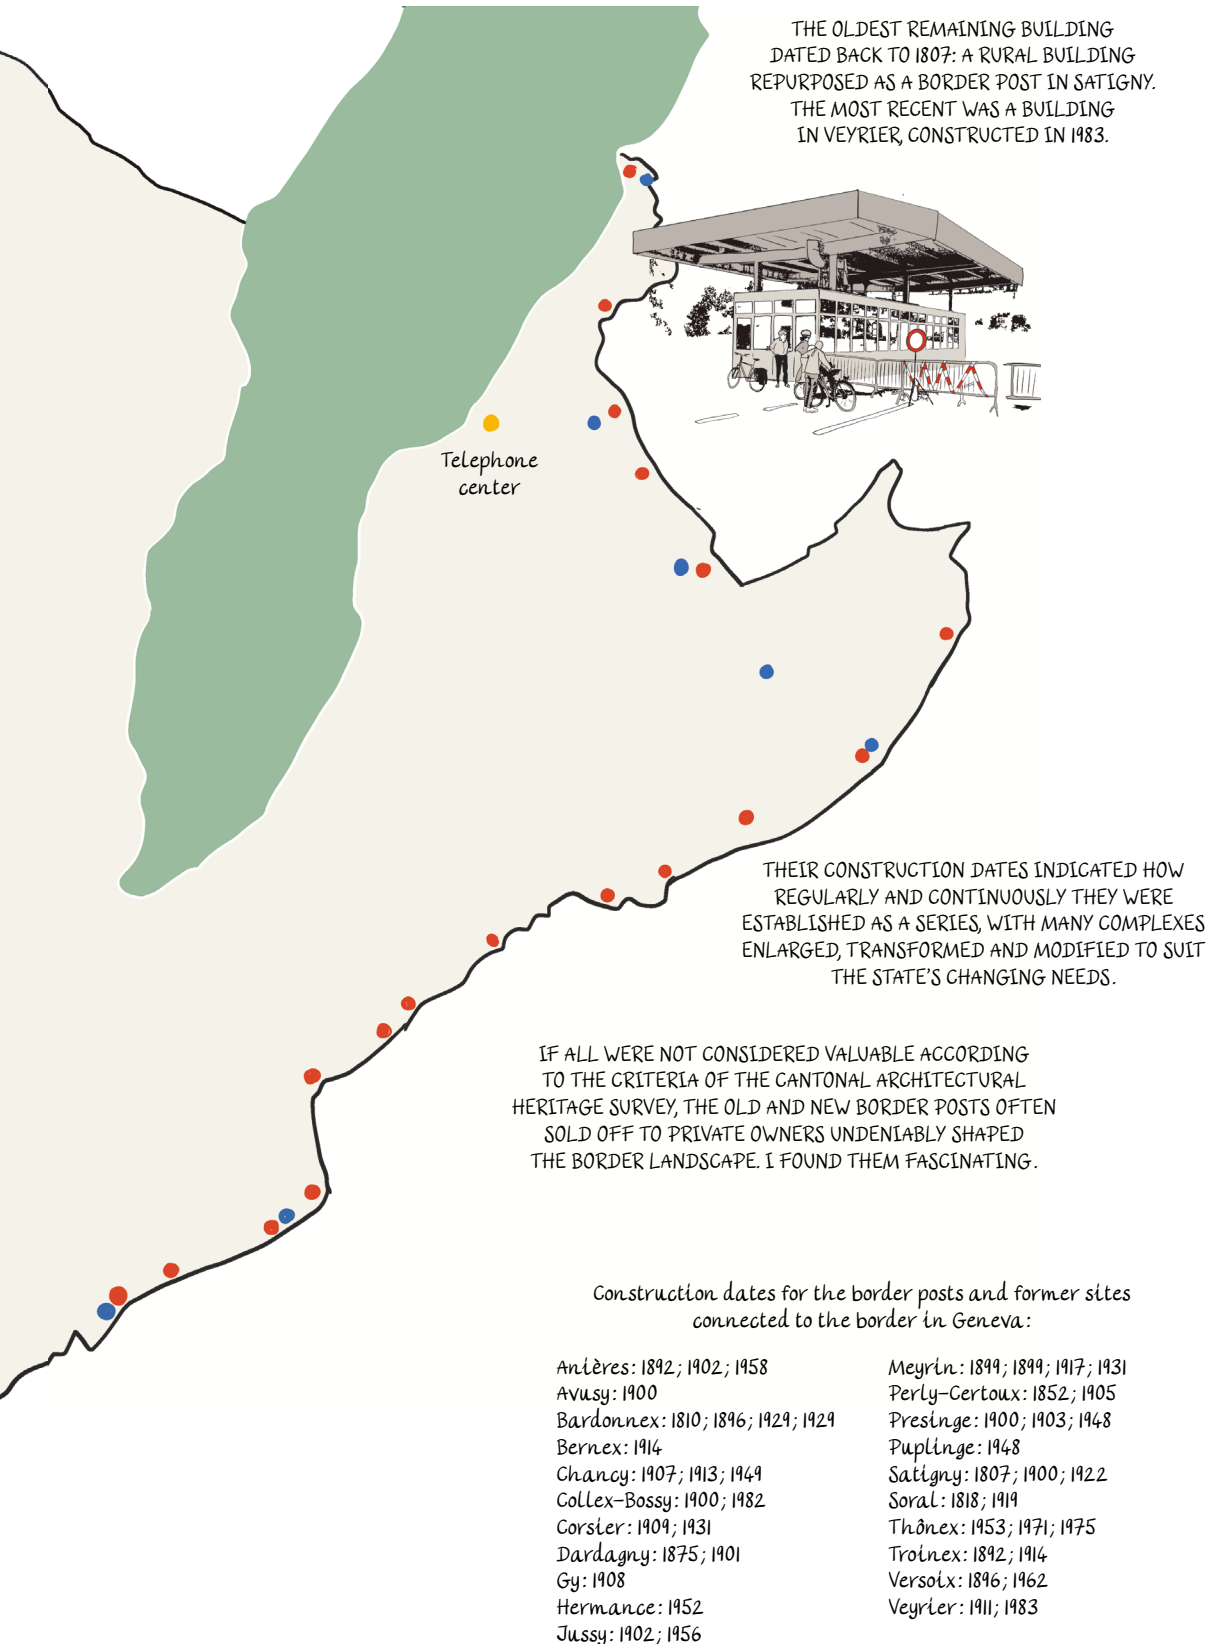 THE OLDEST REMAINING BUILDING
DATED BACK TO 1807: A RURAL BUILDING
REPURPOSED AS A BORDER POST IN SATIGNY.
THE MOST RECENT WAS A BUILDING
IN VEYRIER, CONSTRUCTED IN 1983.
Telephone
center
THEIR CONSTRUCTION DATES INDICATED HOW
REGULARLY AND CONTINUOUSLY THEY WERE
ESTABLISHED AS A SERIES, WITH MANY COMPLEXES
ENLARGED, TRANSFORMED AND MODIFIED TO SUIT
THE STATE'S CHANGING NEEDS.
IF ALL WERE NOT CONSIDERED VALUABLE ACCORDING
TO THE CRITERIA OF THE CANTONAL ARCHITECTURAL
HERITAGE SURVEY, THE OLD AND NEW BORDER POSTS OFTEN
SOLD OFF TO PRIVATE OWNERS UNDENIABLY SHAPED
THE BORDER LANDSCAPE. I FOUND THEM FASCINATING.
Construction dates for the border posts and former sites
connected to the border in Geneva:
Anières: 1892; 1902; 1958
Avusy: 1900
Bardonnex: 1810; 1896; 1929; 1929
Bernex: 1914
Chancy: 1907; 1913; 1949
Collex–Bossy: 1900; 1982
Corsier: 1909; 1931
Dardagny: 1875; 1901
Gy: 1908
Hermance: 1952
Jussy: 1902; 1956
Meyrin: 1899; 1899; 1917; 1931
Perly–Certoux: 1852; 1905
Presinge: 1900; 1903; 1948
Puplinge: 1948
Satigny: 1807; 1900; 1922
Soral: 1818; 1919
Thônex: 1953; 1971; 1975
Troinex: 1892; 1914
Versoix: 1896; 1962
Veyrier: 1911; 1983